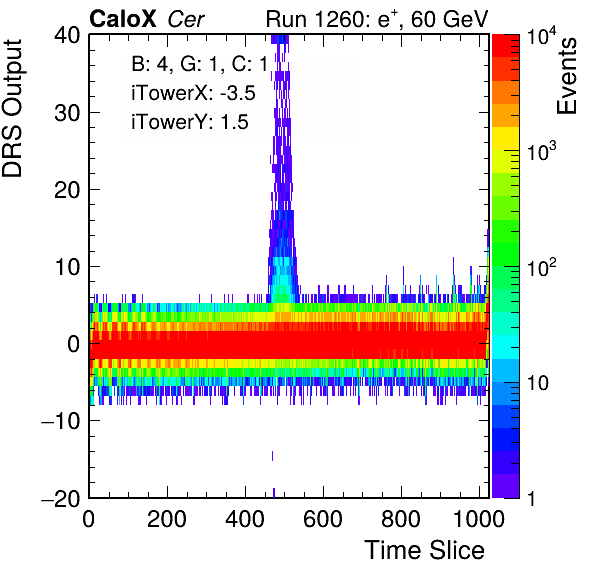 CaloX Cer Run 1260: e⁺, 60 GeV
DRS Output
Events
B: 4, G: 1, C: 1
iTowerX: -3.5
iTowerY: 1.5
40
30
20
10
0
−10
−20
0 200 400 600 800 1000
Time Slice
10⁴
10³
10²
10
1